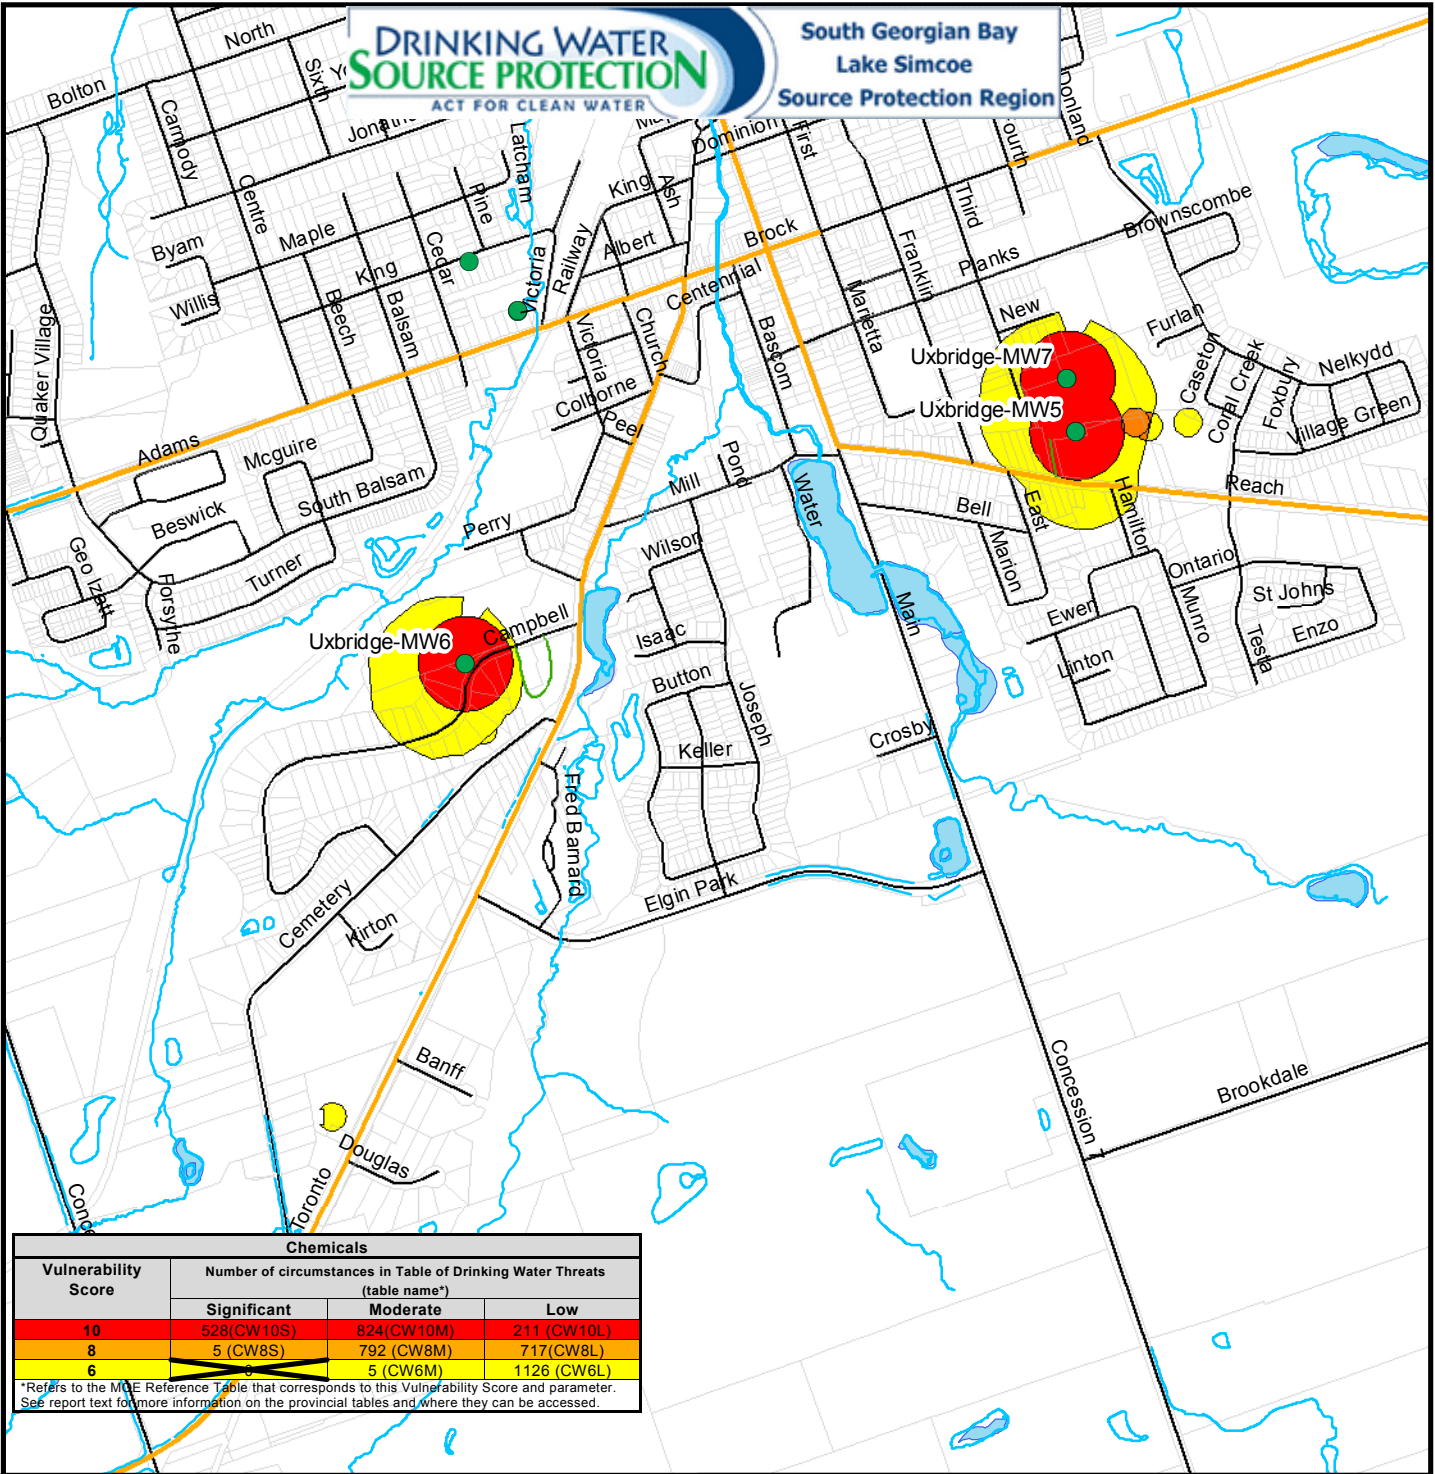 DRINKING WATER
SOURCE PROTECTION
ACT FOR CLEAN WATER
South Georgian Bay
Lake Simcoe
Source Protection Region
North
Bolton
Sixth
Carmody
Latcham
Dominion
First
Fourth
Donland
Centre
Pine
King
Ash
Third
Brownscombe
Byam
Maple
Cedar
Victoria
Railway
Albert
Brock
Franklin
Planks
King
Willis
Beech
Balsam
Centennial
Marietta
New
Furlan
Quaker Village
Victoria
Church
Bascom
Uxbridge-MW7
Caseton
Coral Creek
Foxbury
Nelkydd
Colborne
Peel
Uxbridge-MW5
Village Green
Adams
Mcguire
South Balsam
Pond
Mill
Water
Reach
Beswick
Perry
Bell
East
Hamilton
Geo Izatt
Forsythe
Turner
Wilson
Marion
Ontario
Main
Munro
St Johns
Ewen
Enzo
Testa
Uxbridge-MW6
Campbell
Isaac
Button
Linton
Joseph
Keller
Crosby
Fred Barnard
Elgin Park
Cemetery
Kirton
Banff
Concession 7
Brookdale
Douglas
Toronto
Conce
Chemicals
Vulnerability Score
Number of circumstances in Table of Drinking Water Threats
(table name*)
Significant Moderate Low
10 528(CW10S) 824(CW10M) 211 (CW10L)
8 5 (CW8S) 792 (CW8M) 717(CW8L)
6 0 5 (CW6M) 1126 (CW6L)
*Refers to the MOE Reference Table that corresponds to this Vulnerability Score and parameter.
See report text for more information on the provincial tables and where they can be accessed.